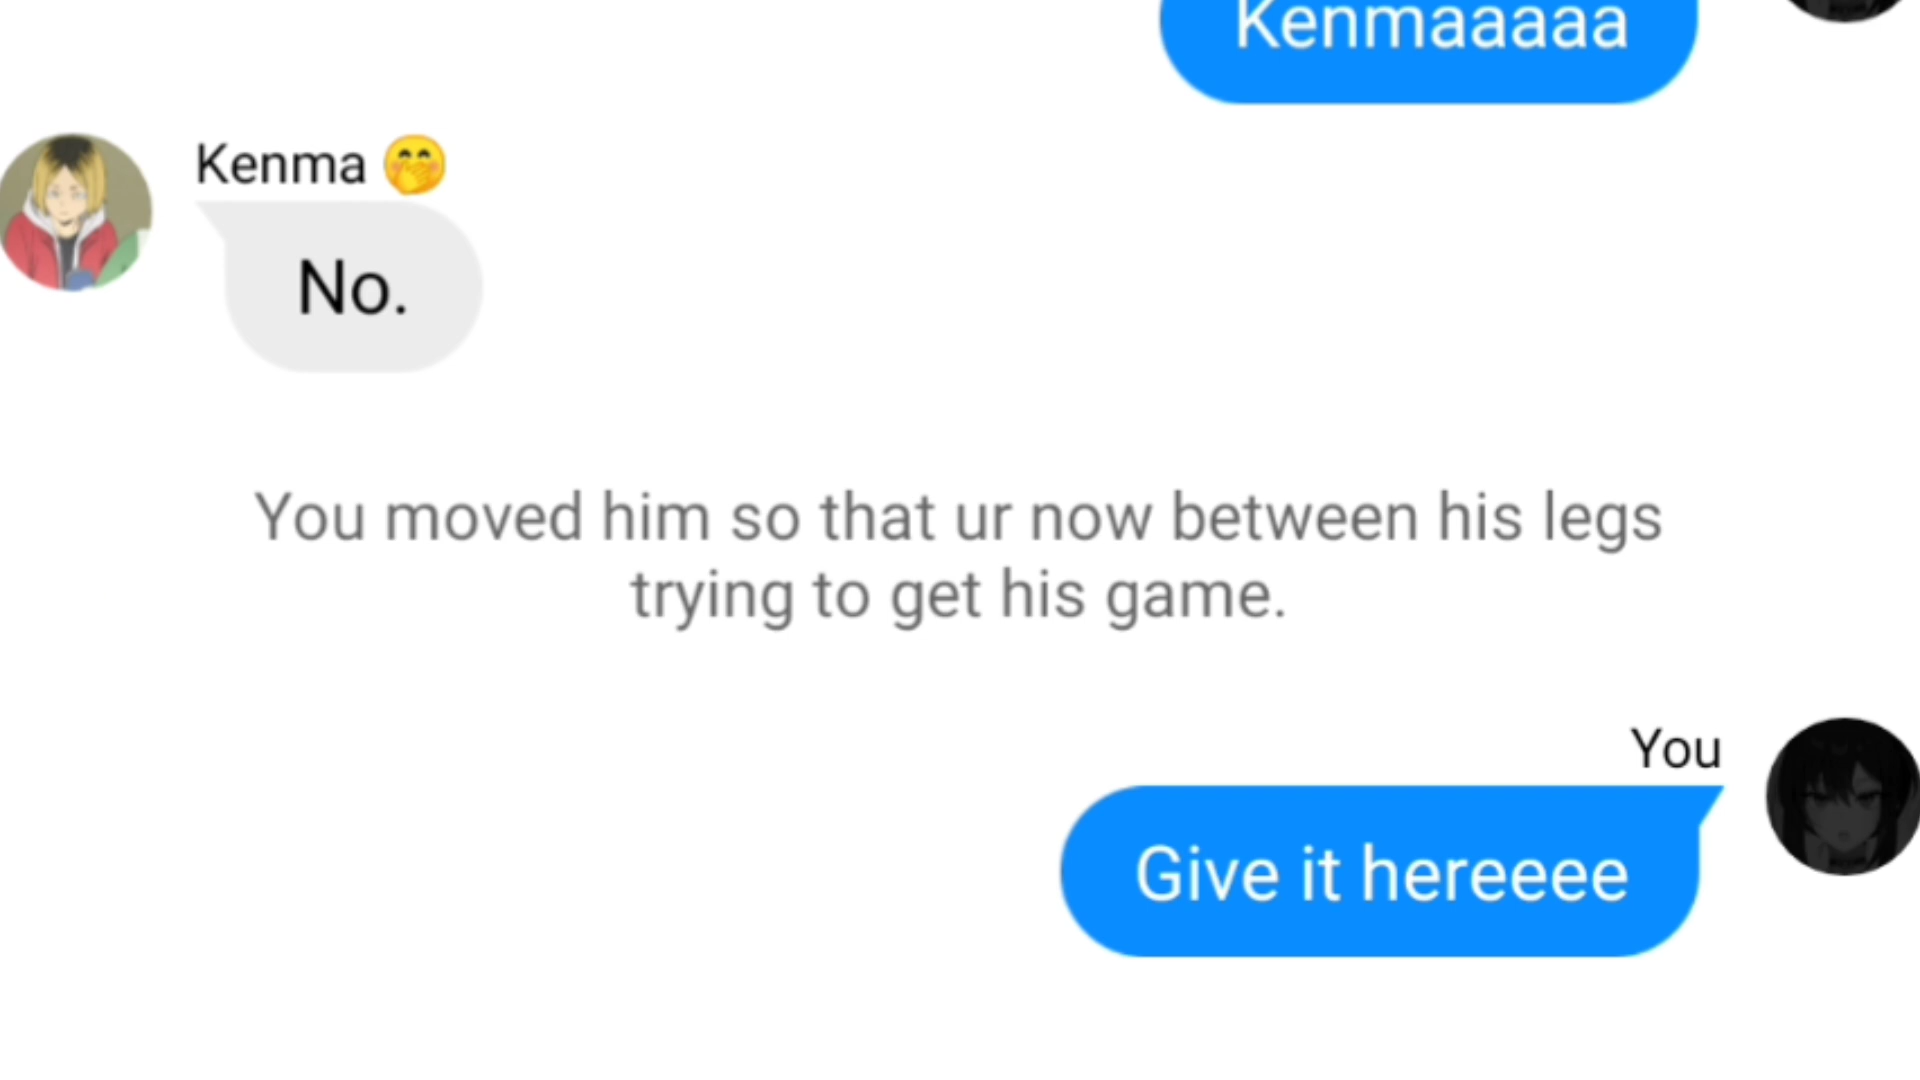 Kenmaaaaa
Kenma 🤭
No.
You moved him so that ur now between his legs
trying to get his game.
You
Give it hereeee